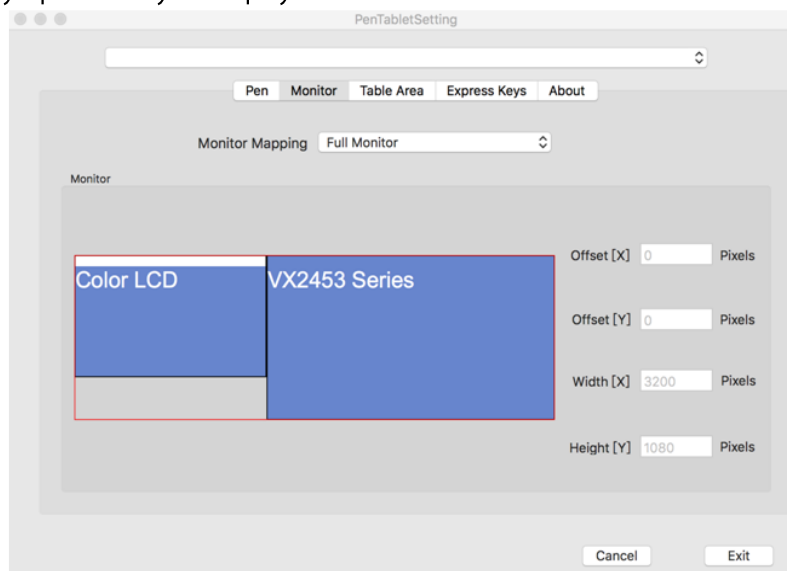 PenTabletSetting
Pen Monitor Table Area Express Keys About
Monitor Mapping Full Monitor
Monitor
Color LCD VX2453 Series
Offset [X] 0 Pixels
Offset [Y] 0 Pixels
Width [X] 3200 Pixels
Height [Y] 1080 Pixels
Cancel Exit